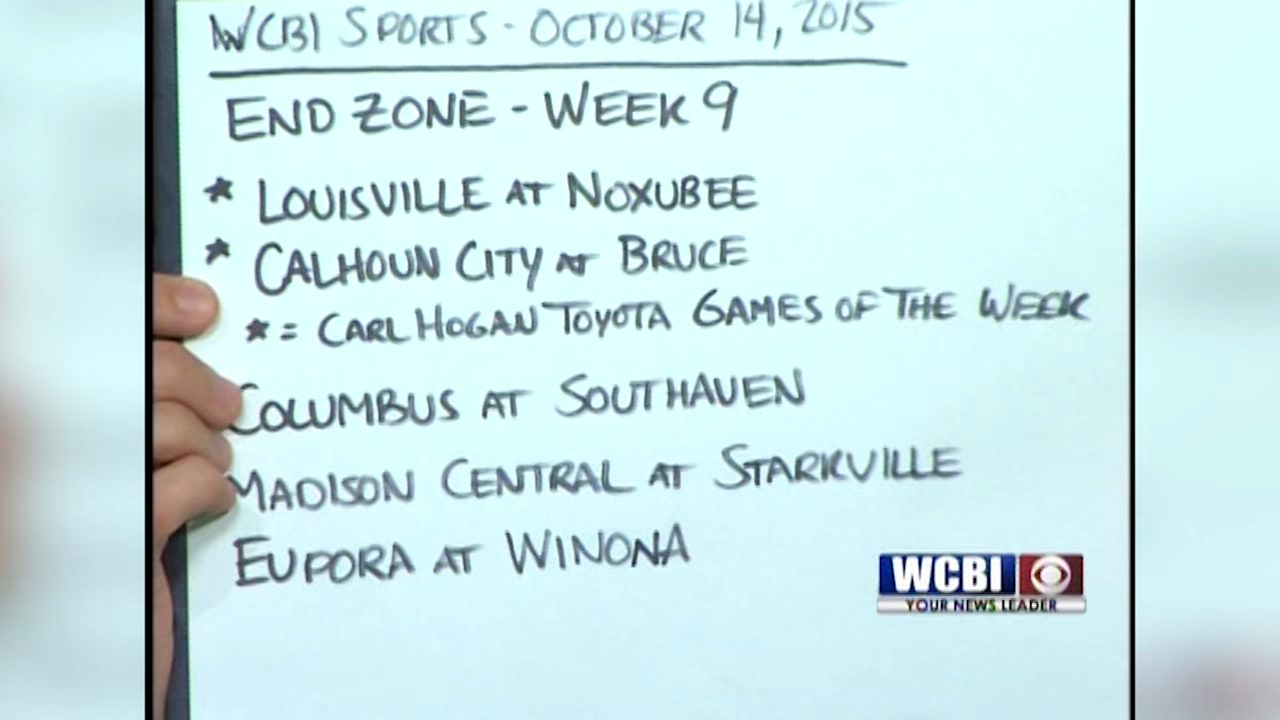 WCBI SPORTS - OCTOBER 14, 2015
END ZONE - WEEK 9
* LOUISVILLE AT NOXUBEE
* CALHOUN CITY AT BRUCE
* = CARL HOGAN TOYOTA GAMES OF THE WEEK
COLUMBUS AT SOUTHAVEN
MADISON CENTRAL AT STARKVILLE
EUPORA AT WINONA
WCBI
YOUR NEWS LEADER